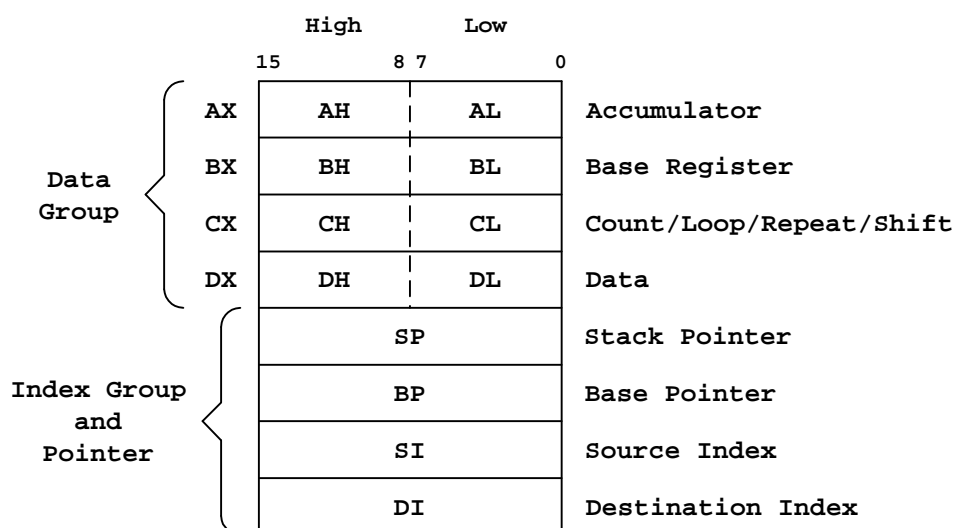 High Low
15 8 7 0
AX AH AL Accumulator
BX BH BL Base Register
Data
Group
CX CH CL Count/Loop/Repeat/Shift
DX DH DL Data
SP Stack Pointer
Index Group
and
Pointer
BP Base Pointer
SI Source Index
DI Destination Index